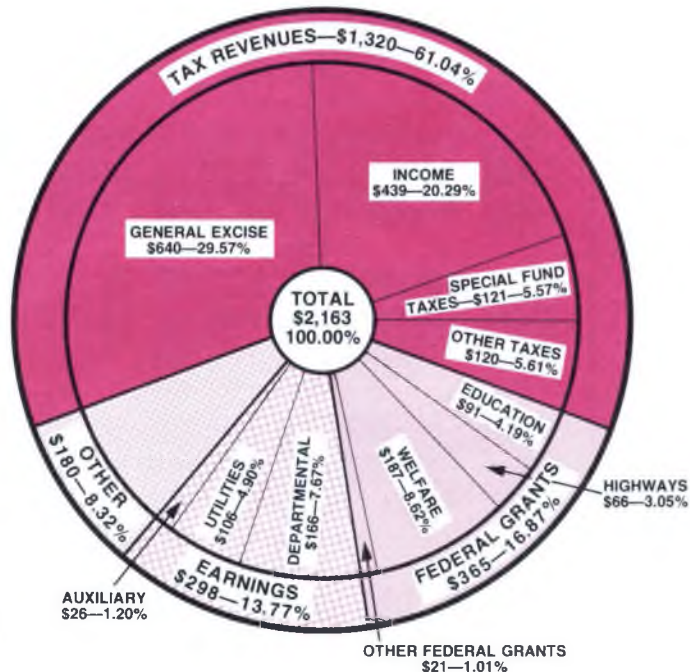 TAX REVENUES—$1,320—61.04%
INCOME
$439—20.29%
GENERAL EXCISE
$640—29.57%
SPECIAL FUND
TAXES—$121—5.57%
TOTAL
$2,163
100.00%
OTHER TAXES
$120—5.61%
EDUCATION
$91—4.19%
HIGHWAYS
$66—3.05%
WELFARE
$187—8.62%
FEDERAL GRANTS
$365—16.87%
OTHER
$180—8.32%
UTILITIES
$106—4.90%
DEPARTMENTAL
$166—7.67%
EARNINGS
$298—13.77%
AUXILIARY
$26—1.20%
OTHER FEDERAL GRANTS
$21—1.01%